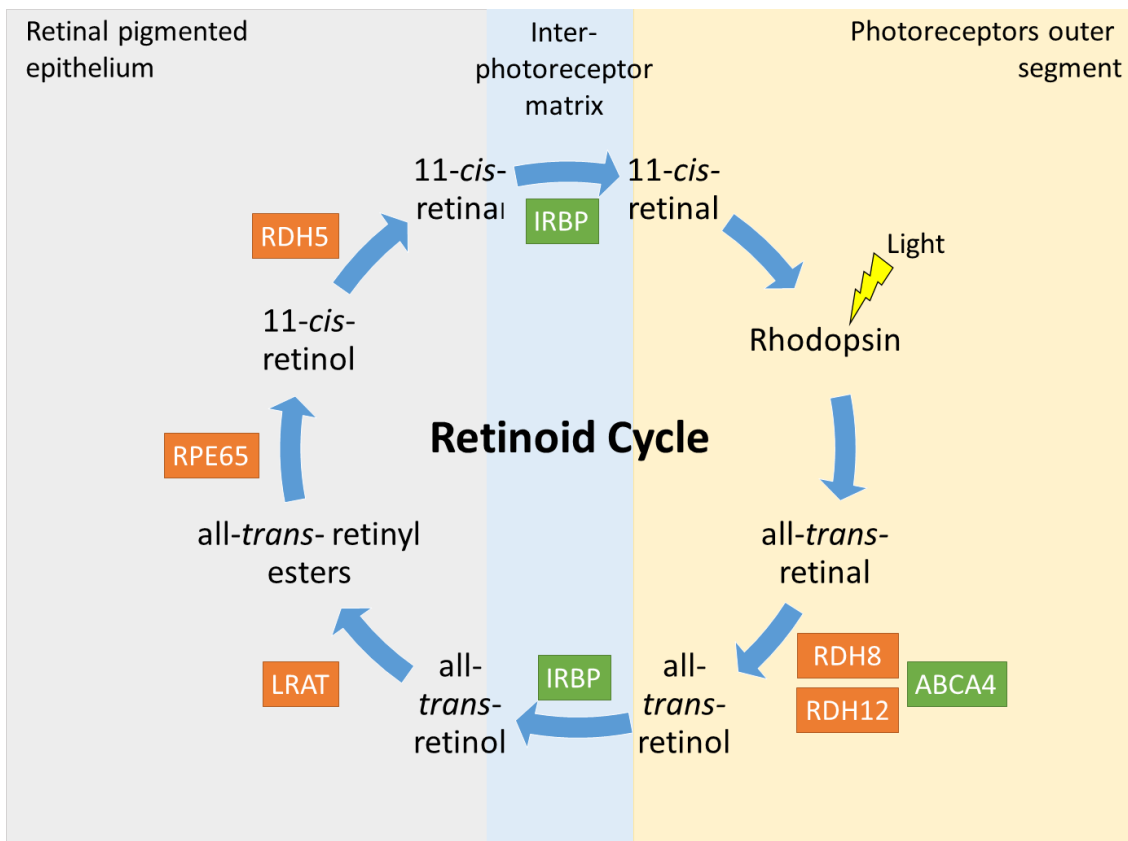 Retinal pigmented
epithelium
Inter-
photoreceptor
matrix
Photoreceptors outer
segment
11-cis-
retinal
IRBP
11-cis-
retinal
RDH5
Light
11-cis-
retinol
Rhodopsin
Retinoid Cycle
RPE65
all-trans- retinyl
esters
all-trans-
retinal
LRAT
all-
trans-
retinol
IRBP
all-
trans-
retinol
RDH8
RDH12
ABCA4